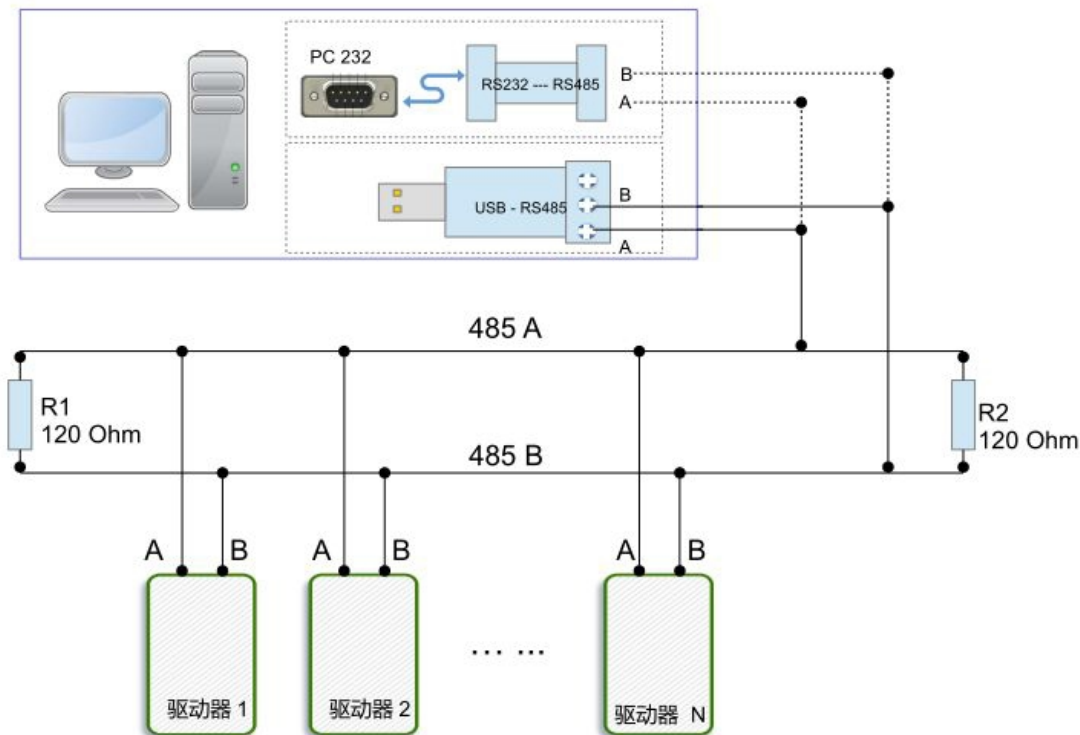 PC 232
RS232 --- RS485
B
A
USB - RS485
B
A
485 A
R1
120 Ohm
R2
120 Ohm
485 B
A B A B A B
... ...
驱动器 1 驱动器 2 驱动器 N